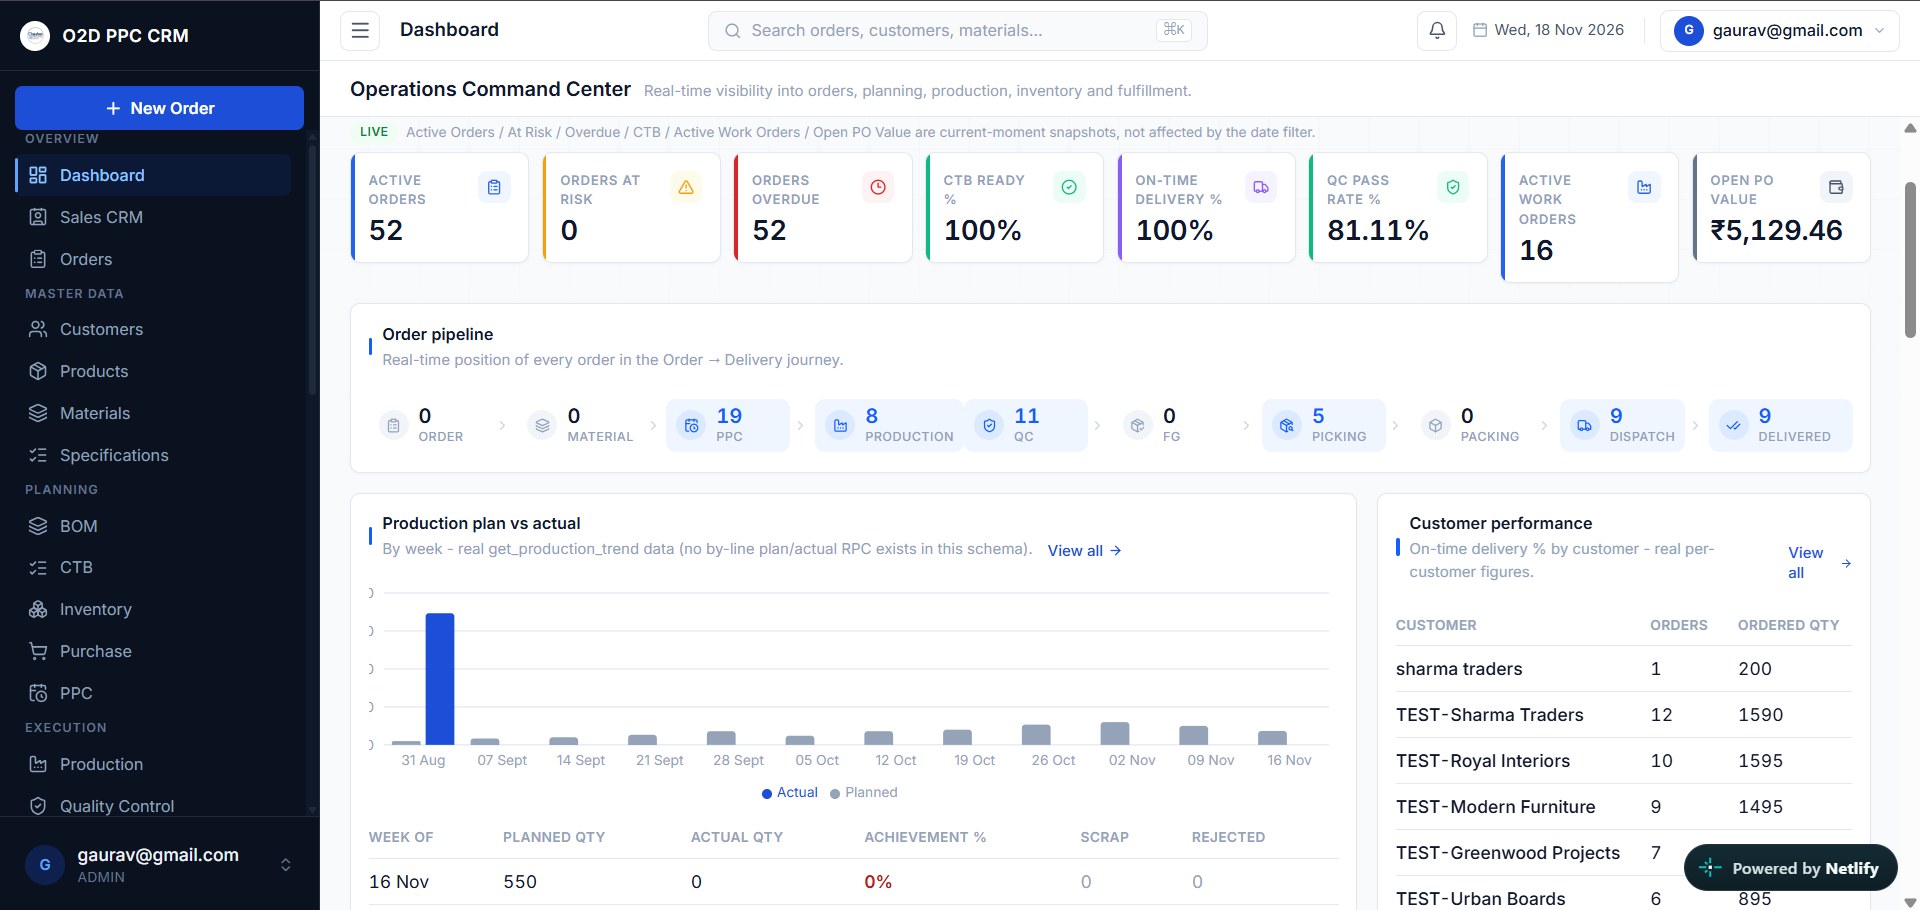 O2D PPC CRM
Dashboard
Search orders, customers, materials...
⌘K
Wed, 18 Nov 2026
G
gaurav@gmail.com
+ New Order
OVERVIEW
Dashboard
Sales CRM
Orders
MASTER DATA
Customers
Products
Materials
Specifications
PLANNING
BOM
CTB
Inventory
Purchase
PPC
EXECUTION
Production
Quality Control
G
gaurav@gmail.com
ADMIN
Operations Command Center
Real-time visibility into orders, planning, production, inventory and fulfillment.
LIVE
Active Orders / At Risk / Overdue / CTB / Active Work Orders / Open PO Value are current-moment snapshots, not affected by the date filter.
ACTIVE
ORDERS
52
ORDERS AT
RISK
0
ORDERS
OVERDUE
52
CTB READY
%
100%
ON-TIME
DELIVERY %
100%
QC PASS
RATE %
81.11%
ACTIVE
WORK
ORDERS
16
OPEN PO
VALUE
₹5,129.46
Order pipeline
Real-time position of every order in the Order → Delivery journey.
0
ORDER
0
MATERIAL
19
PPC
8
PRODUCTION
11
QC
0
FG
5
PICKING
0
PACKING
9
DISPATCH
9
DELIVERED
Production plan vs actual
By week - real get_production_trend data (no by-line plan/actual RPC exists in this schema).
View all →
31 Aug 07 Sept 14 Sept 21 Sept 28 Sept 05 Oct 12 Oct 19 Oct 26 Oct 02 Nov 09 Nov 16 Nov
Actual Planned
WEEK OF PLANNED QTY ACTUAL QTY ACHIEVEMENT % SCRAP REJECTED
16 Nov 550 0 0% 0 0
Customer performance
On-time delivery % by customer - real per-
customer figures.
View
all →
CUSTOMER ORDERS ORDERED QTY
sharma traders 1 200
TEST-Sharma Traders 12 1590
TEST-Royal Interiors 10 1595
TEST-Modern Furniture 9 1495
TEST-Greenwood Projects 7
TEST-Urban Boards 6 895
Powered by Netlify